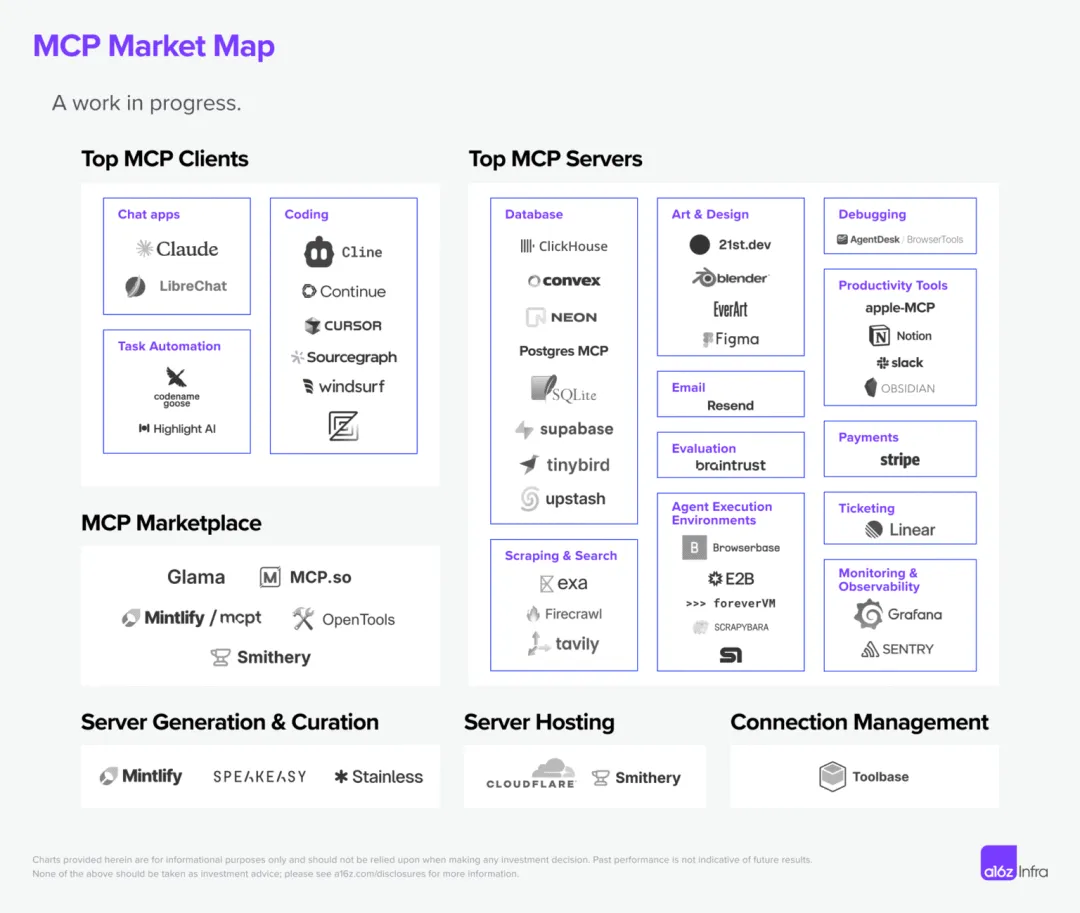 MCP Market Map
A work in progress.
Top MCP Clients
Chat apps
Claude
LibreChat
Task Automation
codename
goose
Highlight AI
Coding
Cline
Continue
CURSOR
Sourcegraph
windsurf
Top MCP Servers
Database
ClickHouse
convex
NEON
Postgres MCP
SQLite
supabase
tinybird
upstash
Scraping & Search
exa
Firecrawl
tavily
Art & Design
21st.dev
blender
EverArt
Figma
Email
Resend
Evaluation
braintrust
Agent Execution
Environments
B Browserbase
E2B
>>> foreverVM
SCRAPYBARA
Debugging
AgentDesk / BrowserTools
Productivity Tools
apple-MCP
N Notion
slack
OBSIDIAN
Payments
stripe
Ticketing
Linear
Monitoring &
Observability
Grafana
SENTRY
MCP Marketplace
Glama
M MCP.so
Mintlify / mcpt
OpenTools
Smithery
Server Generation & Curation
Mintlify
SPEAKEASY
Stainless
Server Hosting
CLOUDFLARE
Smithery
Connection Management
Toolbase
Charts provided herein are for informational purposes only and should not be relied upon when making any investment decision. Past performance is not indicative of future results.
None of the above should be taken as investment advice; please see a16z.com/disclosures for more information.
a16z Infra